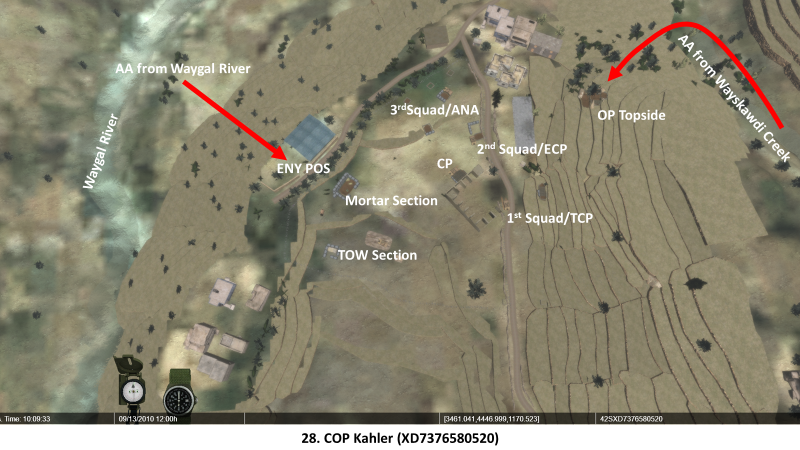 AA from Waygal River
AA from Wayskawdi Creek
3rdSquad/ANA
OP Topside
Waygal River
2nd Squad/ECP
CP
ENY POS
Mortar Section
1st Squad/TCP
TOW Section
. Time: 10:09:33
09/13/2010 12:00h
[3461.041,4446.999,1170.523]
42SXD7376580520
28. COP Kahler (XD7376580520)